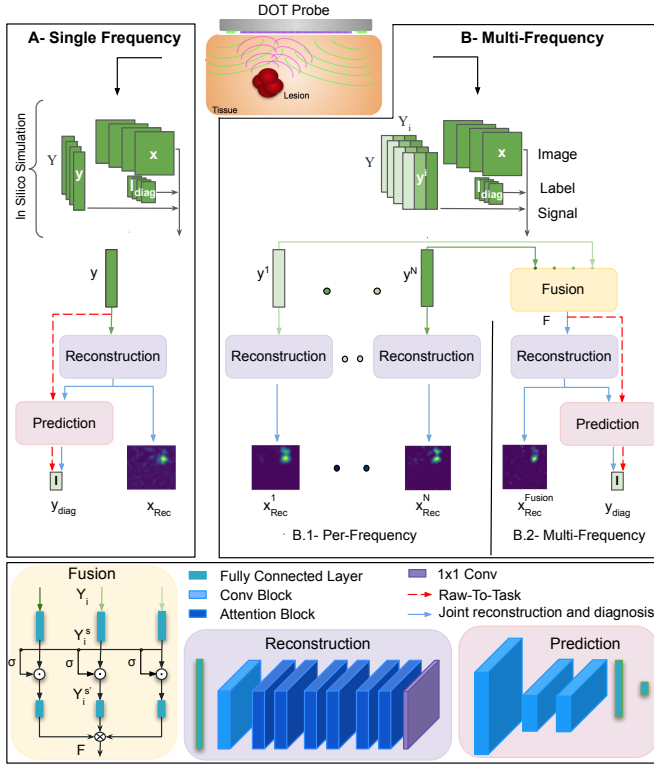 DOT Probe
Tissue
Lesion
A- Single Frequency
In Silico Simulation
Y
y
x
l diag
y
Reconstruction
Prediction
l
y diag
x Rec
B- Multi-Frequency
Y i
Y
y i
x
l diag
Image
Label
Signal
y 1
y N
Fusion
F
Reconstruction
Reconstruction
Reconstruction
Prediction
x 1 Rec
x N Rec
x Fusion Rec
l
y diag
B.1- Per-Frequency
B.2- Multi-Frequency
Fusion
Y i
Y i s
σ
σ
σ
Y i s'
F
Fully Connected Layer
Conv Block
Attention Block
1x1 Conv
Raw-To-Task
Joint reconstruction and diagnosis
Reconstruction
Prediction